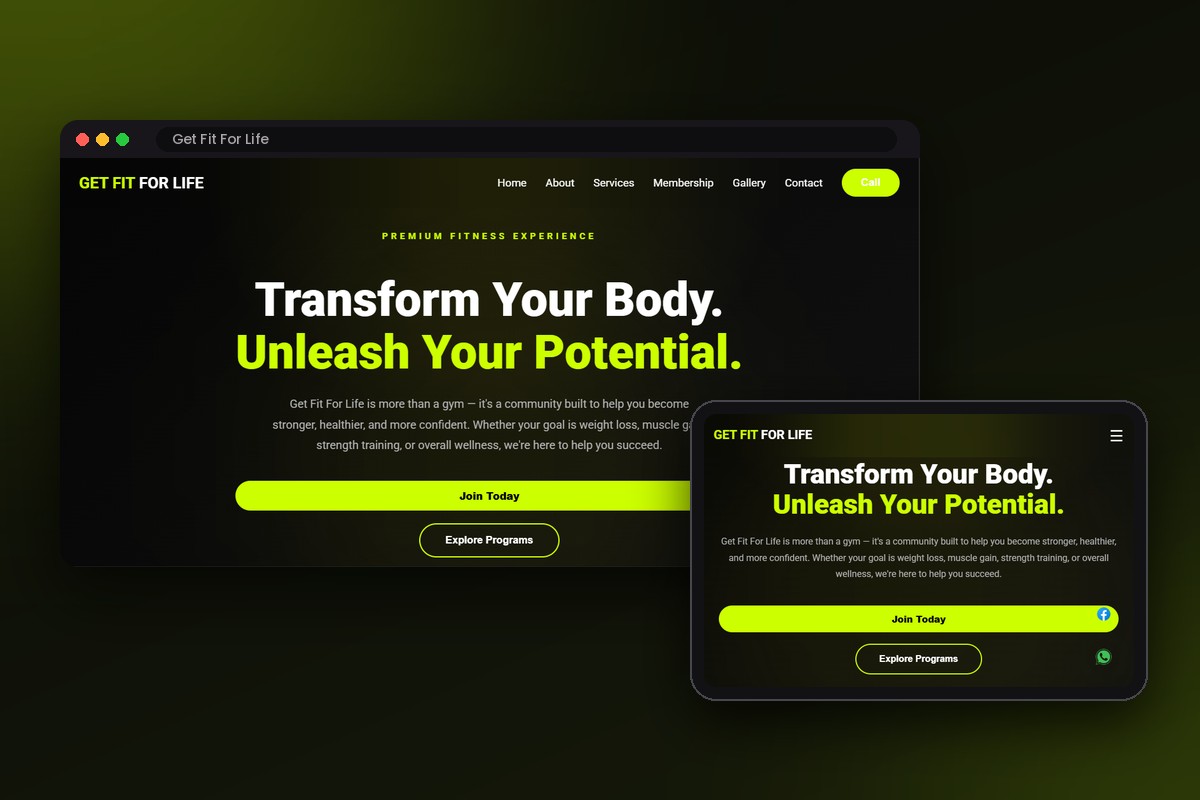 Get Fit For Life
GET FIT FOR LIFE
Home About Services Membership Gallery Contact Call
PREMIUM FITNESS EXPERIENCE
Transform Your Body.
Unleash Your Potential.
Get Fit For Life is more than a gym — it's a community built to help you become
stronger, healthier, and more confident. Whether your goal is weight loss, muscle
strength training, or overall wellness, we're here to help you succeed.
Join Today
Explore Programs
GET FIT FOR LIFE
Transform Your Body.
Unleash Your Potential.
Get Fit For Life is more than a gym — it's a community built to help you become stronger, healthier,
and more confident. Whether your goal is weight loss, muscle gain, strength training, or overall
wellness, we're here to help you succeed.
Join Today
Explore Programs